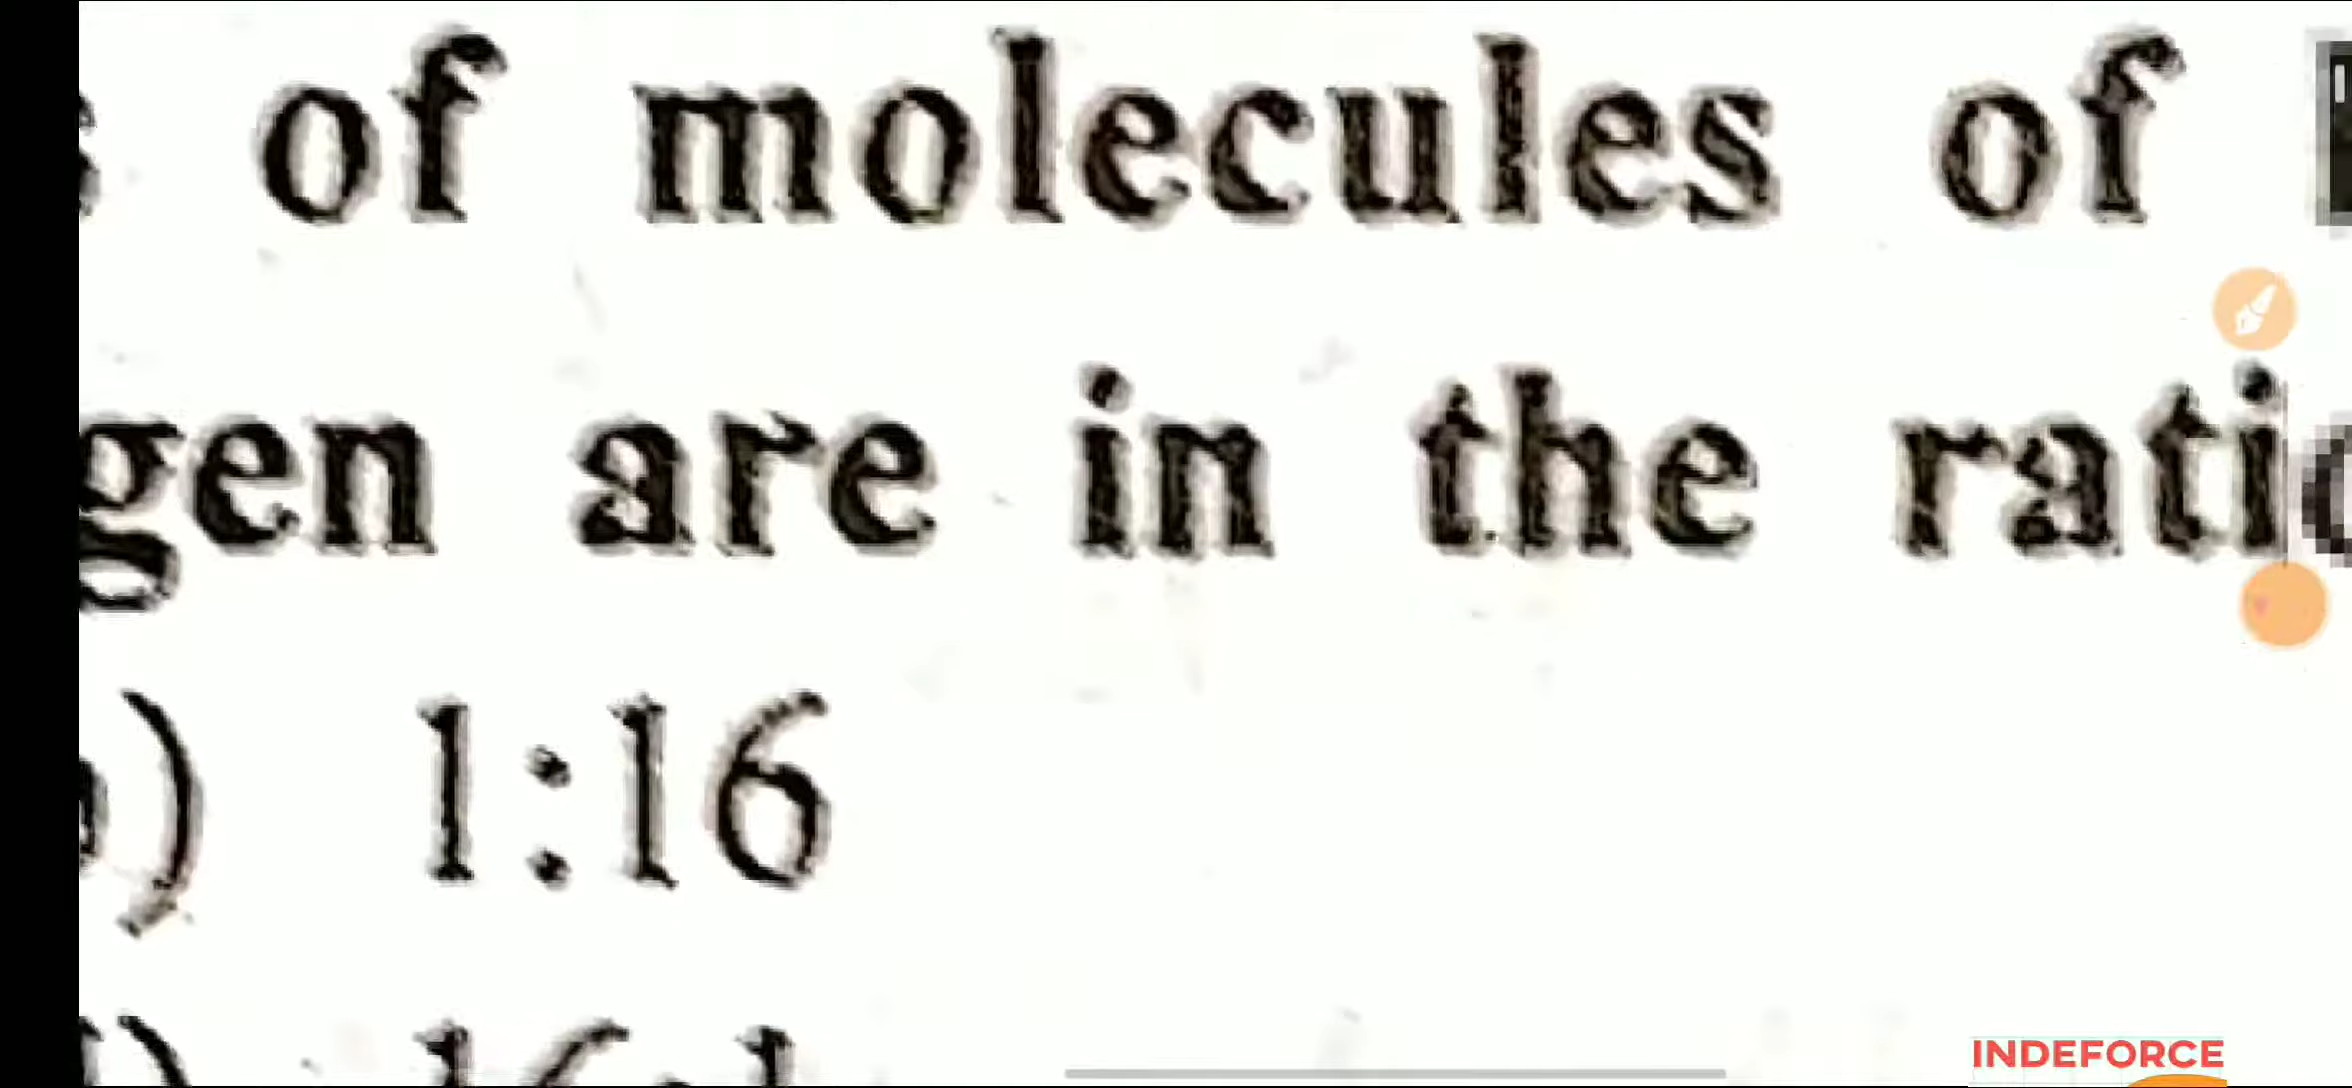 of molecules of
gen are in the rati
) 1:16
INDEFORCE